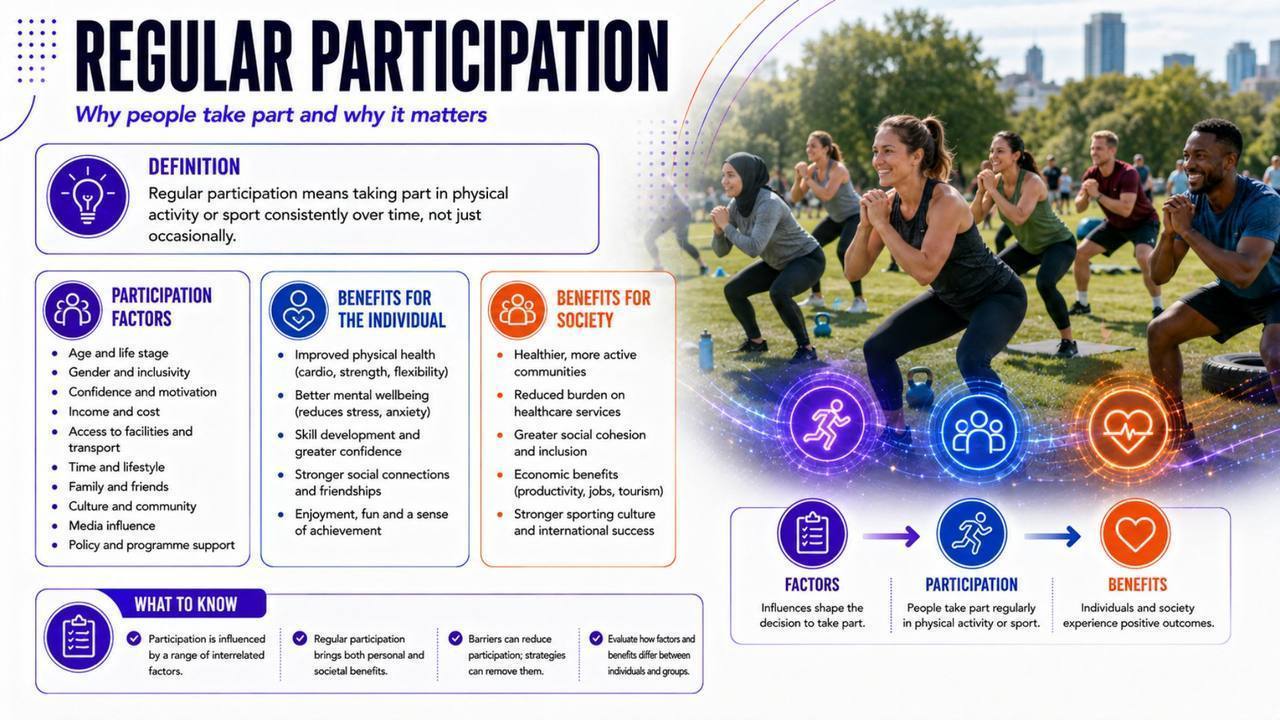 REGULAR PARTICIPATION
Why people take part and why it matters
DEFINITION
Regular participation means taking part in physical
activity or sport consistently over time, not just
occasionally.
PARTICIPATION
FACTORS
Age and life stage
Gender and inclusivity
Confidence and motivation
Income and cost
Access to facilities and
transport
Time and lifestyle
Family and friends
Culture and community
Media influence
Policy and programme support
BENEFITS FOR
THE INDIVIDUAL
Improved physical health
(cardio, strength, flexibility)
Better mental wellbeing
(reduces stress, anxiety)
Skill development and
greater confidence
Stronger social connections
and friendships
Enjoyment, fun and a sense
of achievement
BENEFITS FOR
SOCIETY
Healthier, more active
communities
Reduced burden on
healthcare services
Greater social cohesion
and inclusion
Economic benefits
(productivity, jobs, tourism)
Stronger sporting culture
and international success
FACTORS
Influences shape the
decision to take part.
PARTICIPATION
People take part regularly
in physical activity or sport.
BENEFITS
Individuals and society
experience positive outcomes.
WHAT TO KNOW
Participation is influenced
by a range of interrelated
factors.
Regular participation
brings both personal and
societal benefits.
Barriers can reduce
participation; strategies
can remove them.
Evaluate how factors and
benefits differ between
individuals and groups.